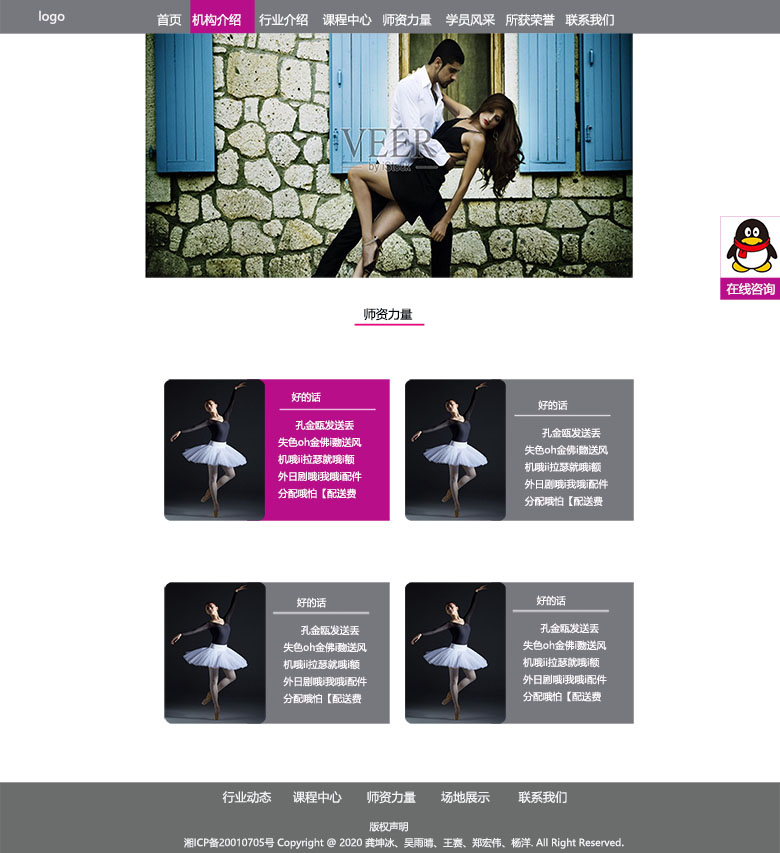 logo
首页 机构介绍 行业介绍 课程中心 师资力量 学员风采 所获荣誉 联系我们
VEER
by iStock
在线咨询
师资力量
好的话
孔金瓯发送丢
失色oh金佛i勠送风
机哦ii拉瑟就哦i额
外日剧哦i我哦i配件
分配哦怕【配送费
好的话
孔金瓯发送丢
失色oh金佛i勠送风
机哦ii拉瑟就哦i额
外日剧哦i我哦i配件
分配哦怕【配送费
好的话
孔金瓯发送丢
失色oh金佛i勠送风
机哦ii拉瑟就哦i额
外日剧哦i我哦i配件
分配哦怕【配送费
好的话
孔金瓯发送丢
失色oh金佛i勠送风
机哦ii拉瑟就哦i额
外日剧哦i我哦i配件
分配哦怕【配送费
行业动态 课程中心 师资力量 场地展示 联系我们
版权声明
湘ICP备20010705号 Copyright @ 2020 龚坤冰、吴雨晴、王寰、郑宏伟、杨洋. All Right Reserved.